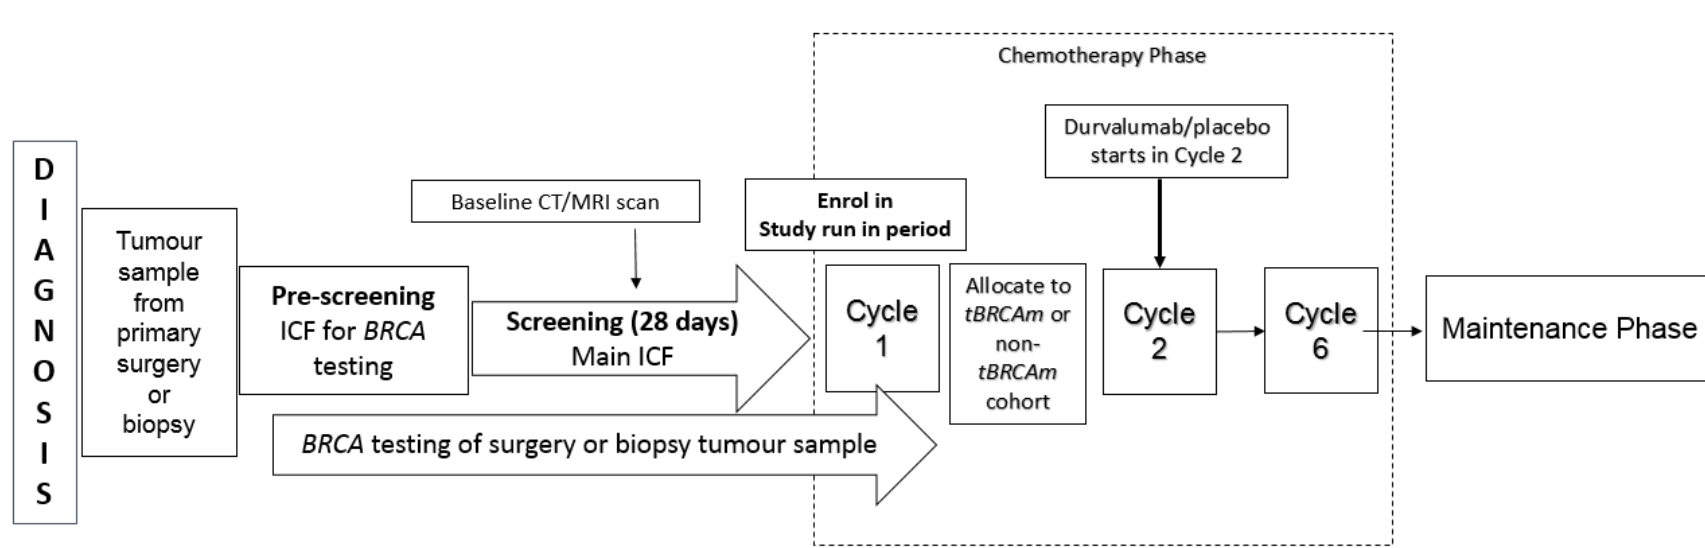 DIAGNOSIS
Tumour
sample
from
primary
surgery
or
biopsy
Pre-screening
ICF for BRCA
testing
Baseline CT/MRI scan
Screening (28 days)
Main ICF
BRCA testing of surgery or biopsy tumour sample
Enrol in
Study run in period
Chemotherapy Phase
Cycle
1
Allocate to
tBRCAm or
non-
tBRCAm
cohort
Durvalumab/placebo
starts in Cycle 2
Cycle
2
Cycle
6
Maintenance Phase